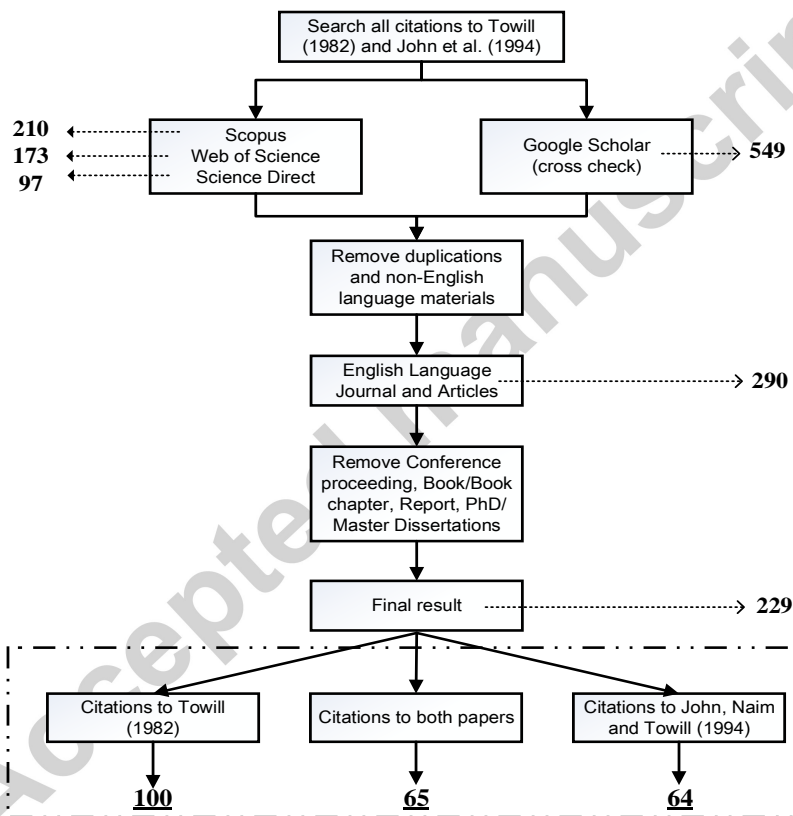 Search all citations to Towill
(1982) and John et al. (1994)
210
173
97
Scopus
Web of Science
Science Direct
Google Scholar
(cross check)
549
Remove duplications
and non-English
language materials
English Language
Journal and Articles
290
Remove Conference
proceeding, Book/Book
chapter, Report, PhD/
Master Dissertations
Final result
229
Citations to Towill
(1982)
Citations to both papers
Citations to John, Naim
and Towill (1994)
100
65
64
Accepted manuscrip